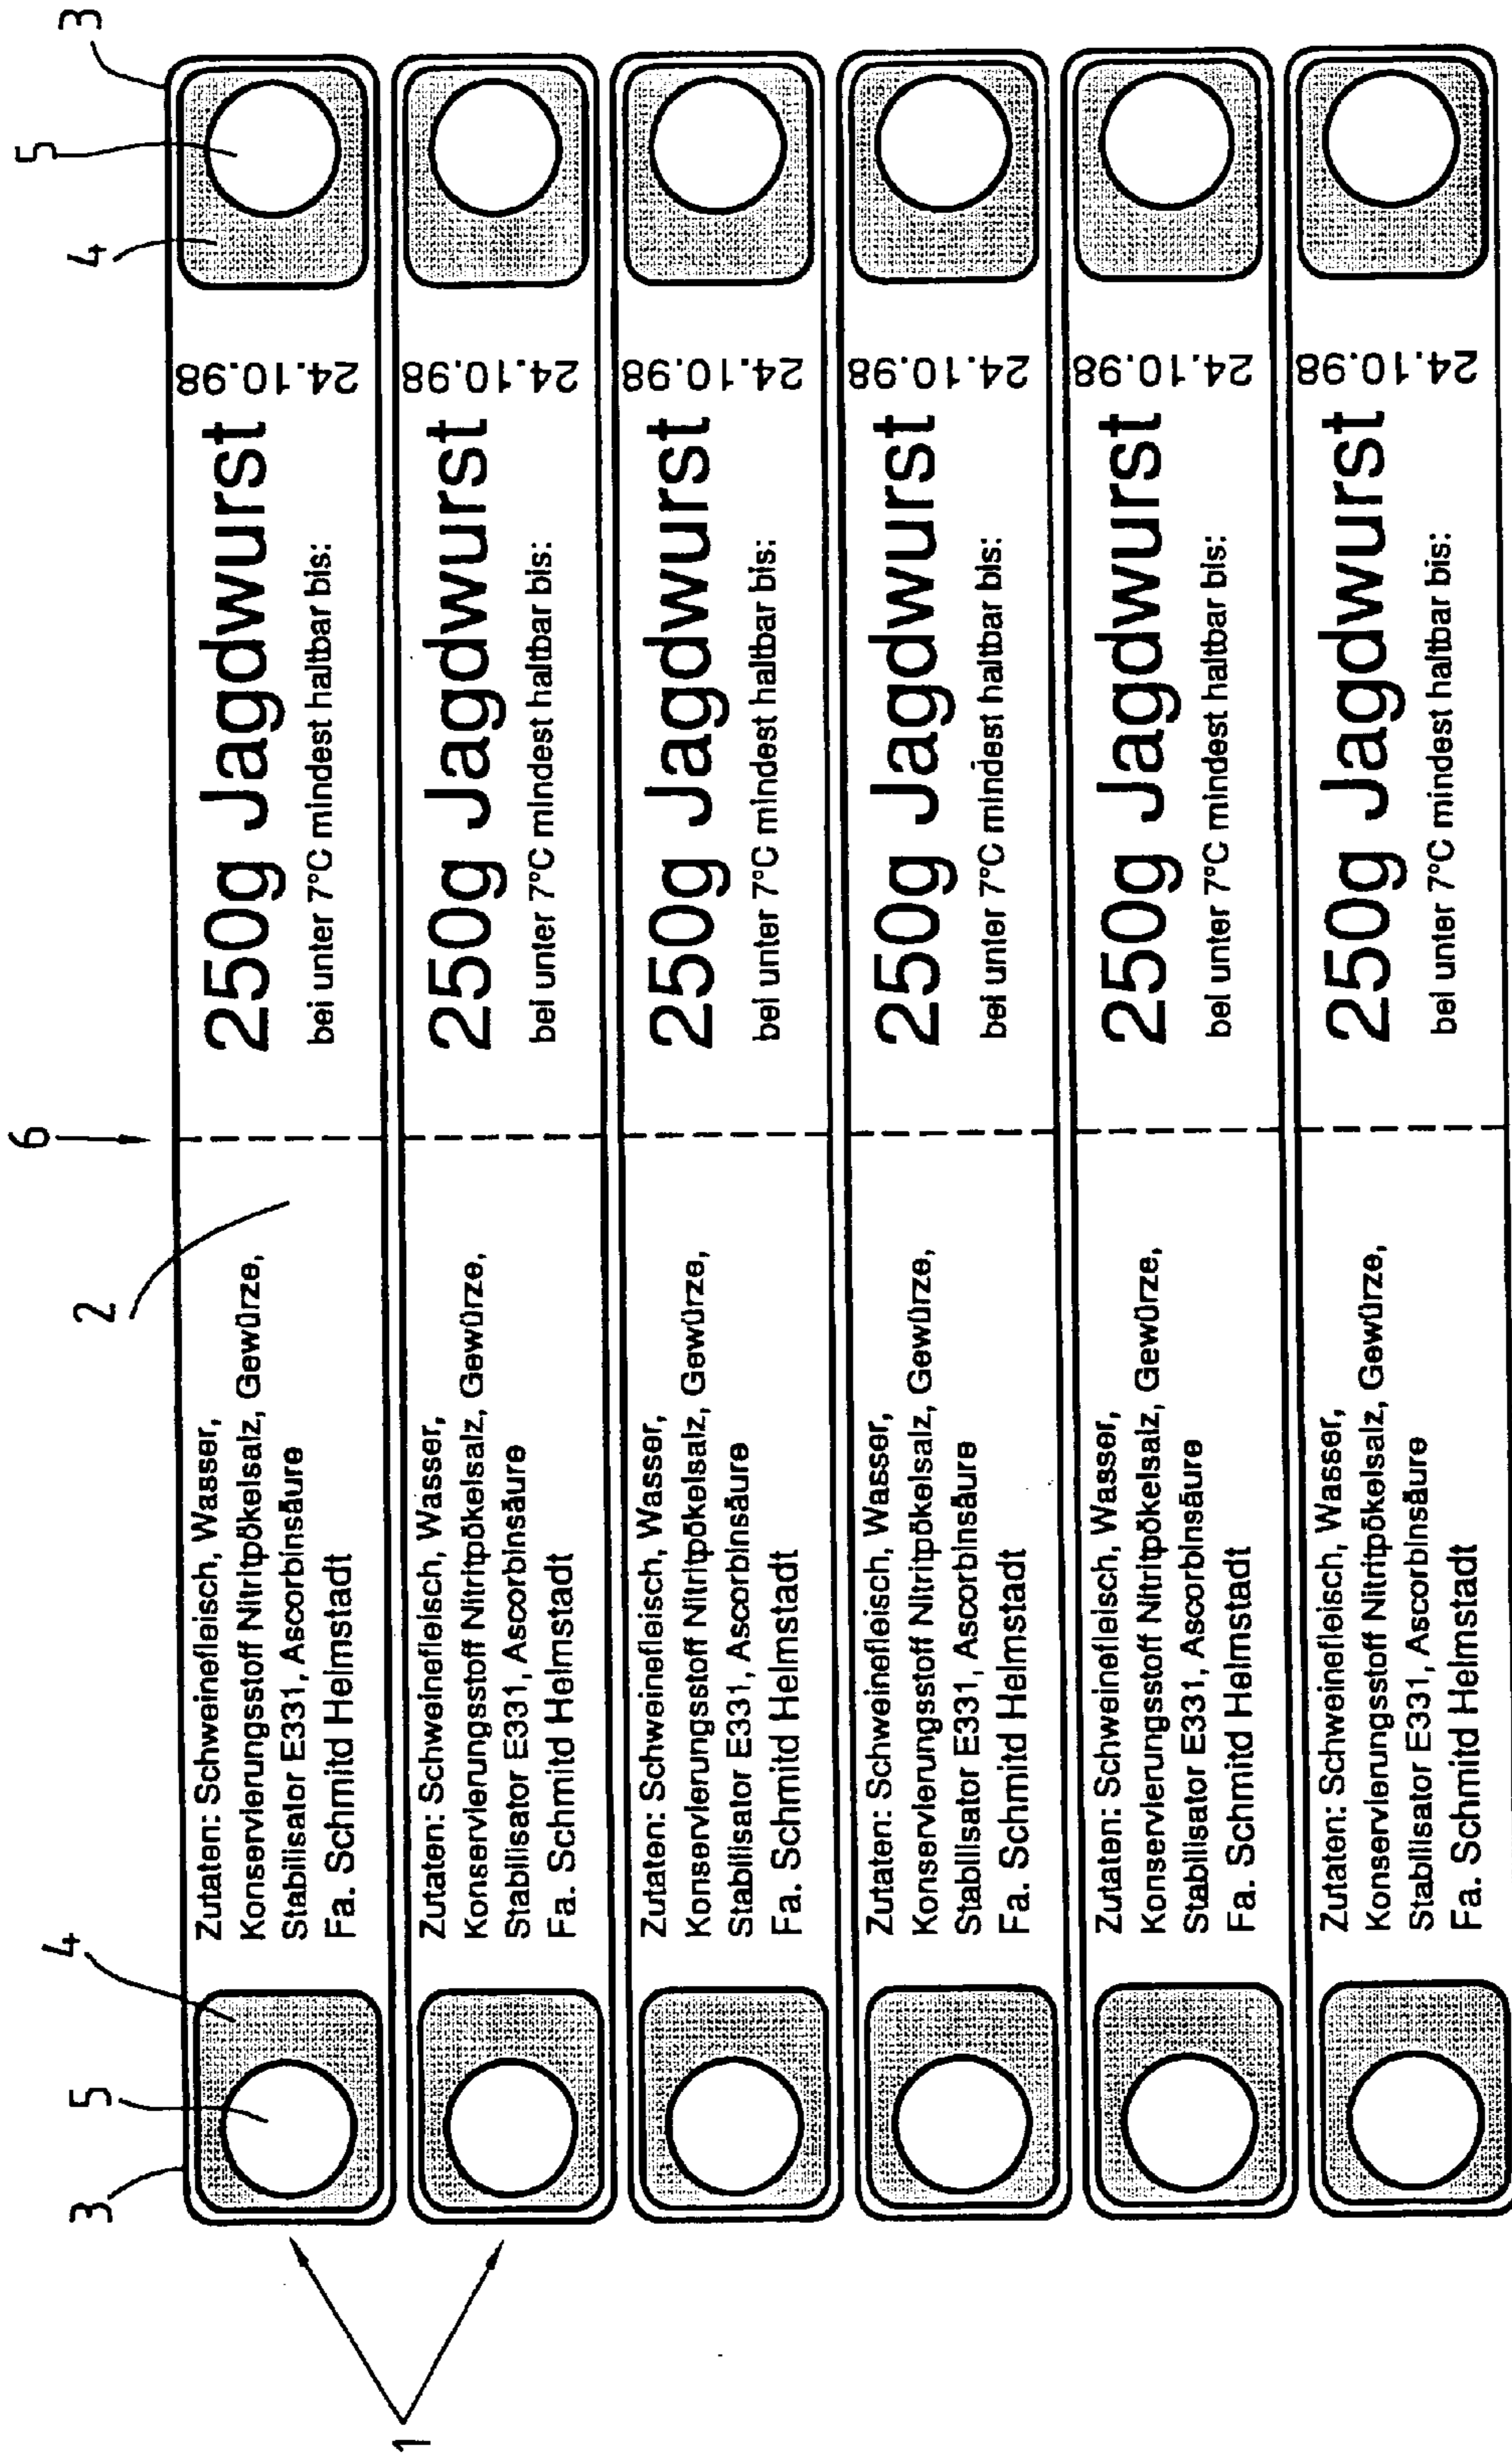 3 5 4 2 6 4 5 3
1
Zutaten: Schweinefleisch, Wasser,
Konservierungsstoff Nitritpökelsalz, Gewürze,
Stabilisator E331, Ascorbinsäure
Fa. Schmitd Helmstadt
250g Jagdwurst
bei unter 7°C mindest haltbar bis:
24.10.98
Zutaten: Schweinefleisch, Wasser,
Konservierungsstoff Nitritpökelsalz, Gewürze,
Stabilisator E331, Ascorbinsäure
Fa. Schmitd Helmstadt
250g Jagdwurst
bei unter 7°C mindest haltbar bis:
24.10.98
Zutaten: Schweinefleisch, Wasser,
Konservierungsstoff Nitritpökelsalz, Gewürze,
Stabilisator E331, Ascorbinsäure
Fa. Schmitd Helmstadt
250g Jagdwurst
bei unter 7°C mindest haltbar bis:
24.10.98
Zutaten: Schweinefleisch, Wasser,
Konservierungsstoff Nitritpökelsalz, Gewürze,
Stabilisator E331, Ascorbinsäure
Fa. Schmitd Helmstadt
250g Jagdwurst
bei unter 7°C mindest haltbar bis:
24.10.98
Zutaten: Schweinefleisch, Wasser,
Konservierungsstoff Nitritpökelsalz, Gewürze,
Stabilisator E331, Ascorbinsäure
Fa. Schmitd Helmstadt
250g Jagdwurst
bei unter 7°C mindest haltbar bis:
24.10.98
Zutaten: Schweinefleisch, Wasser,
Konservierungsstoff Nitritpökelsalz, Gewürze,
Stabilisator E331, Ascorbinsäure
Fa. Schmitd Helmstadt
250g Jagdwurst
bei unter 7°C mindest haltbar bis:
24.10.98